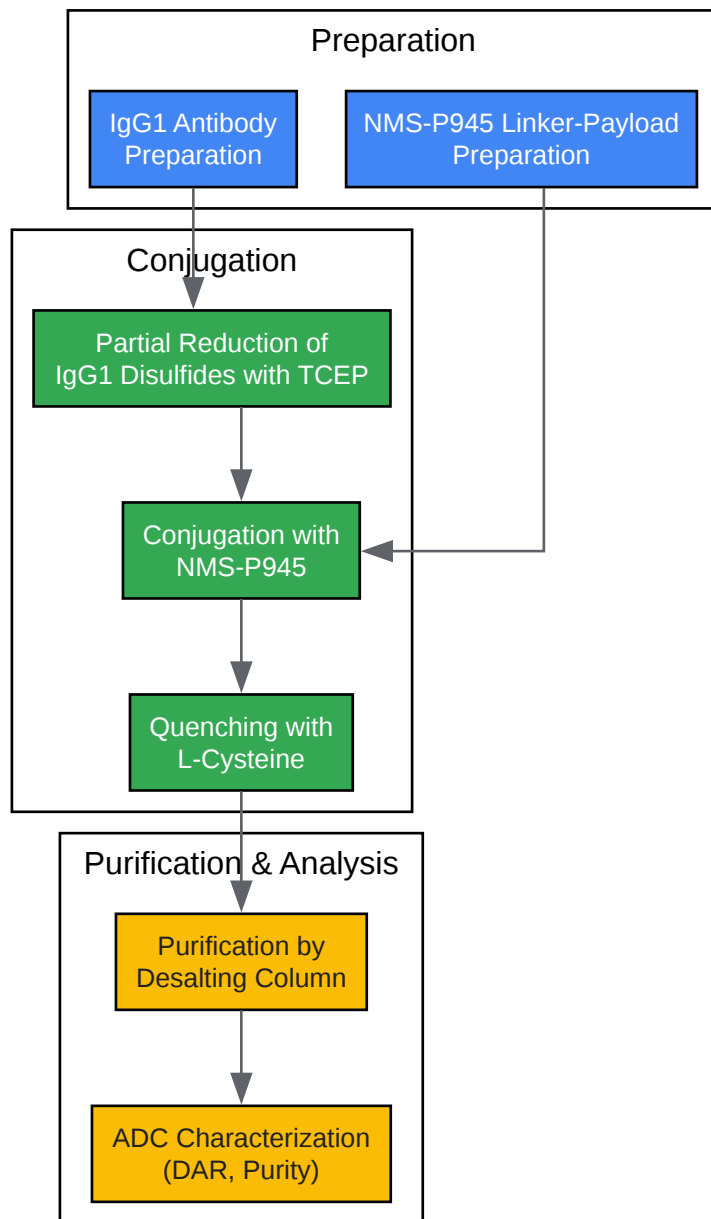 Preparation
IgG1 Antibody
Preparation
NMS-P945 Linker-Payload
Preparation
Conjugation
Partial Reduction of
IgG1 Disulfides with TCEP
Conjugation with
NMS-P945
Quenching with
L-Cysteine
Purification & Analysis
Purification by
Desalting Column
ADC Characterization
(DAR, Purity)